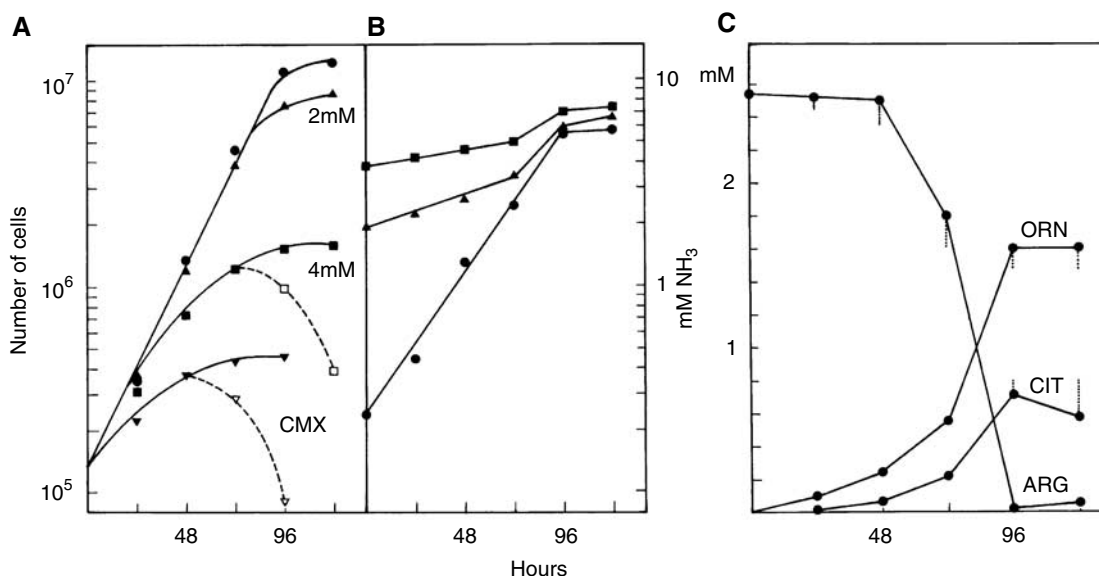 A
B
C
10⁷
10⁶
10⁵
Number of cells
2mM
4mM
CMX
48
96
10
1
mM NH₃
48
96
Hours
mM
2
1
ORN
CIT
ARG
48
96